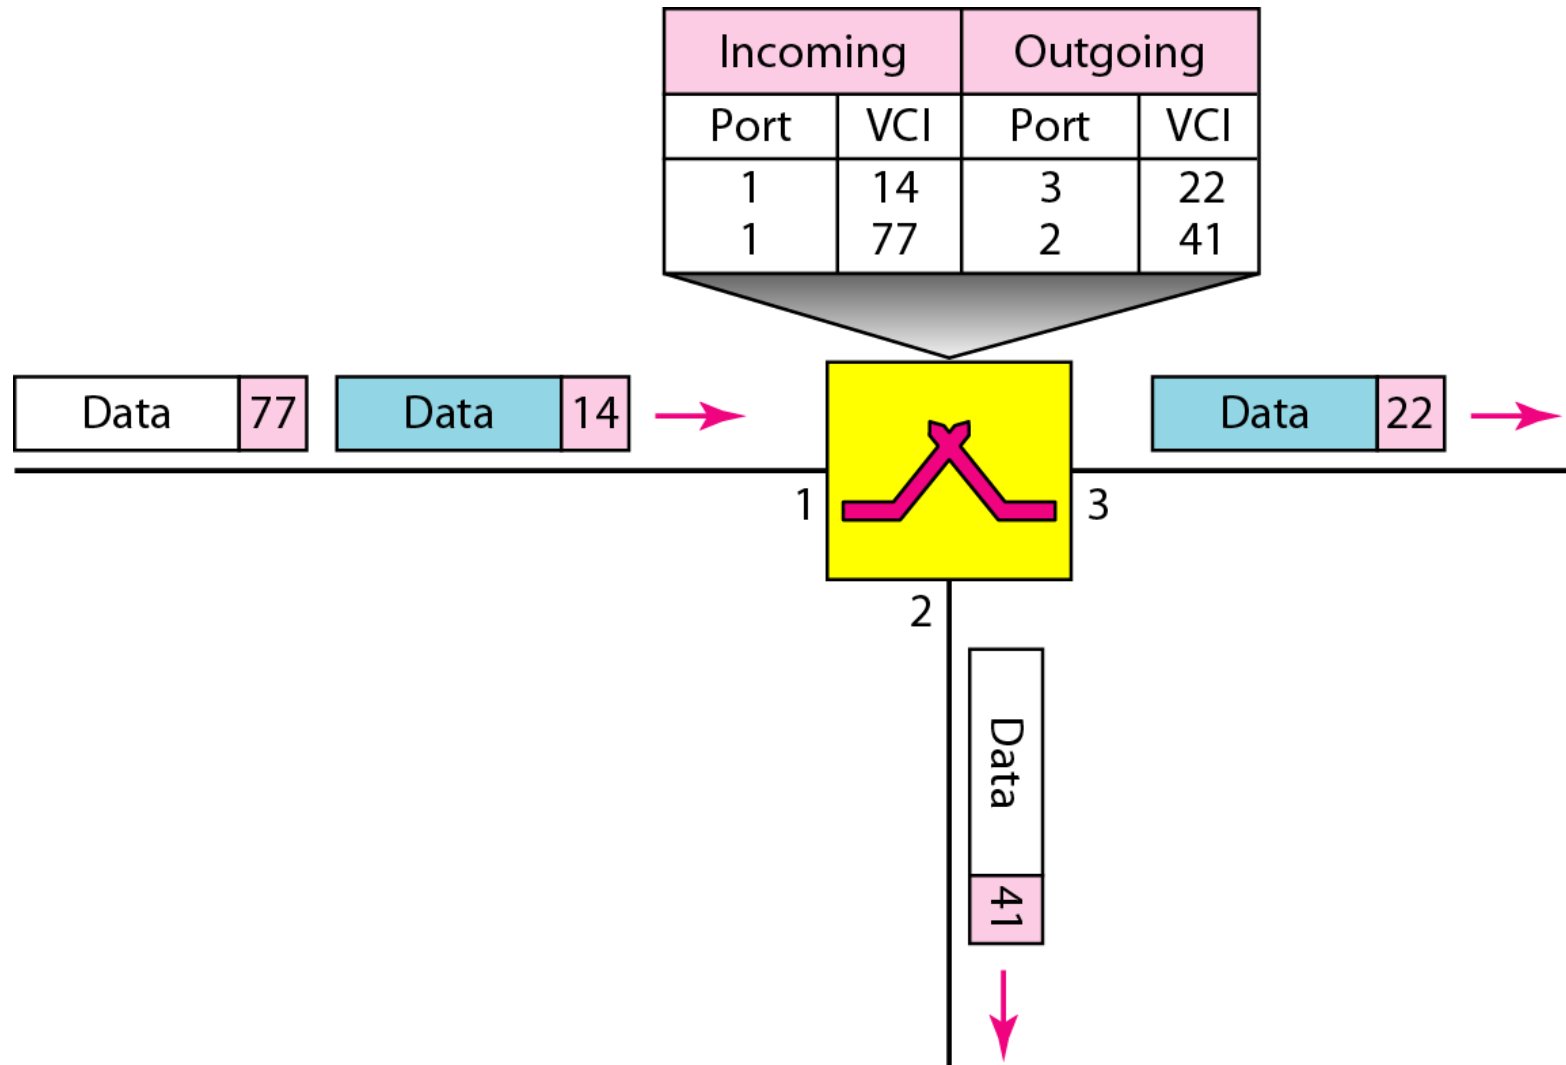 Incoming Outgoing
Port VCI Port VCI
1 14 3 22
1 77 2 41
Data 77 Data 14 Data 22
1 3
2
Data 41